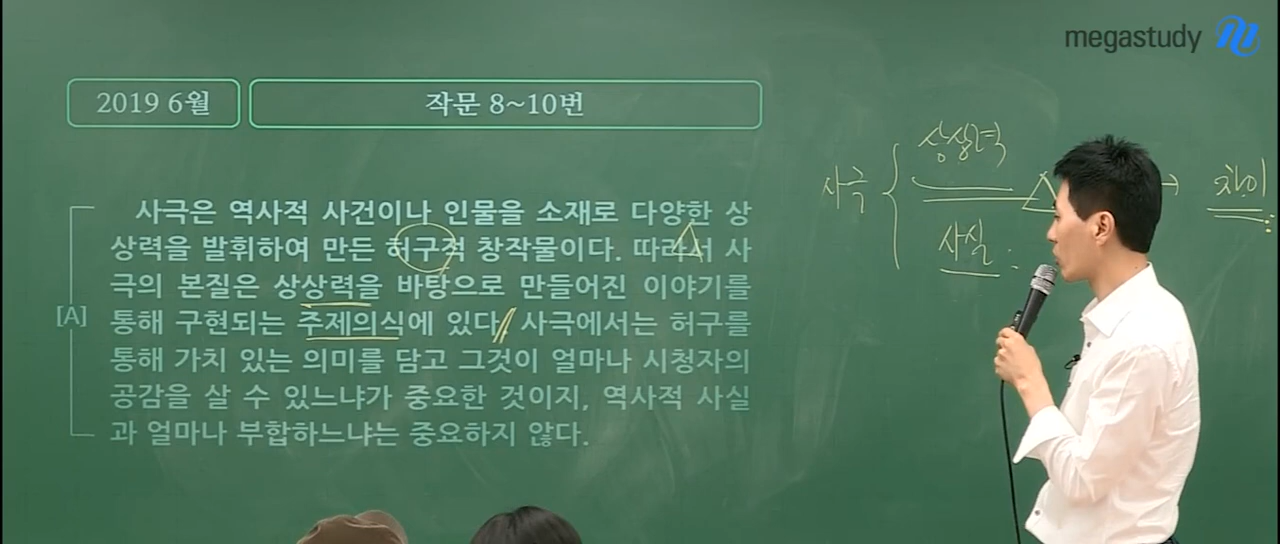 megastudy
2019 6월
작문 8~10번
사극은 역사적 사건이나 인물을 소재로 다양한 상
상력을 발휘하여 만든 허구적 창작물이다. 따라서 사
극의 본질은 상상력을 바탕으로 만들어진 이야기를
[A] 통해 구현되는 주제의식에 있다. 사극에서는 허구를
통해 가치 있는 의미를 담고 그것이 얼마나 시청자의
공감을 살 수 있느냐가 중요한 것이지, 역사적 사실
과 얼마나 부합하느냐는 중요하지 않다.
상상력
사극
차이
사실